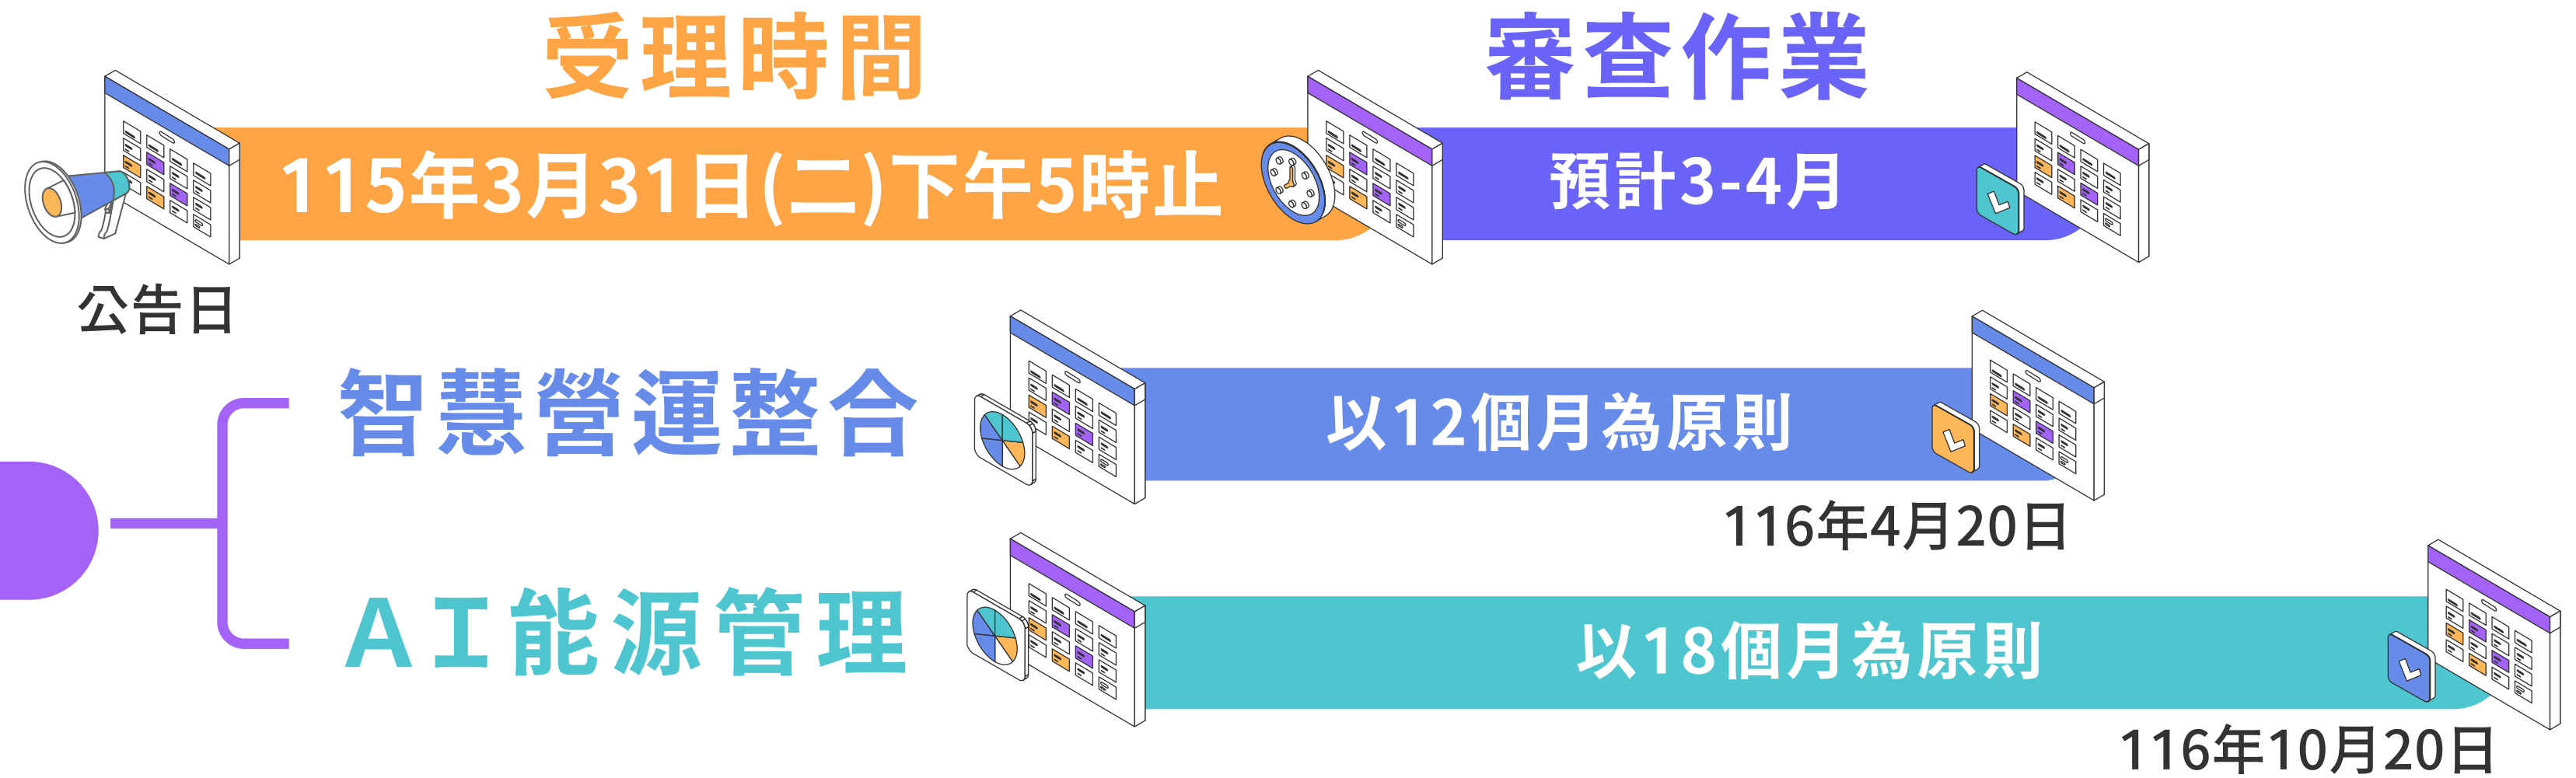 受理時間
審查作業
115年3月31日(二)下午5時止
預計3-4月
公告日
智慧營運整合
以12個月為原則
116年4月20日
AI能源管理
以18個月為原則
116年10月20日